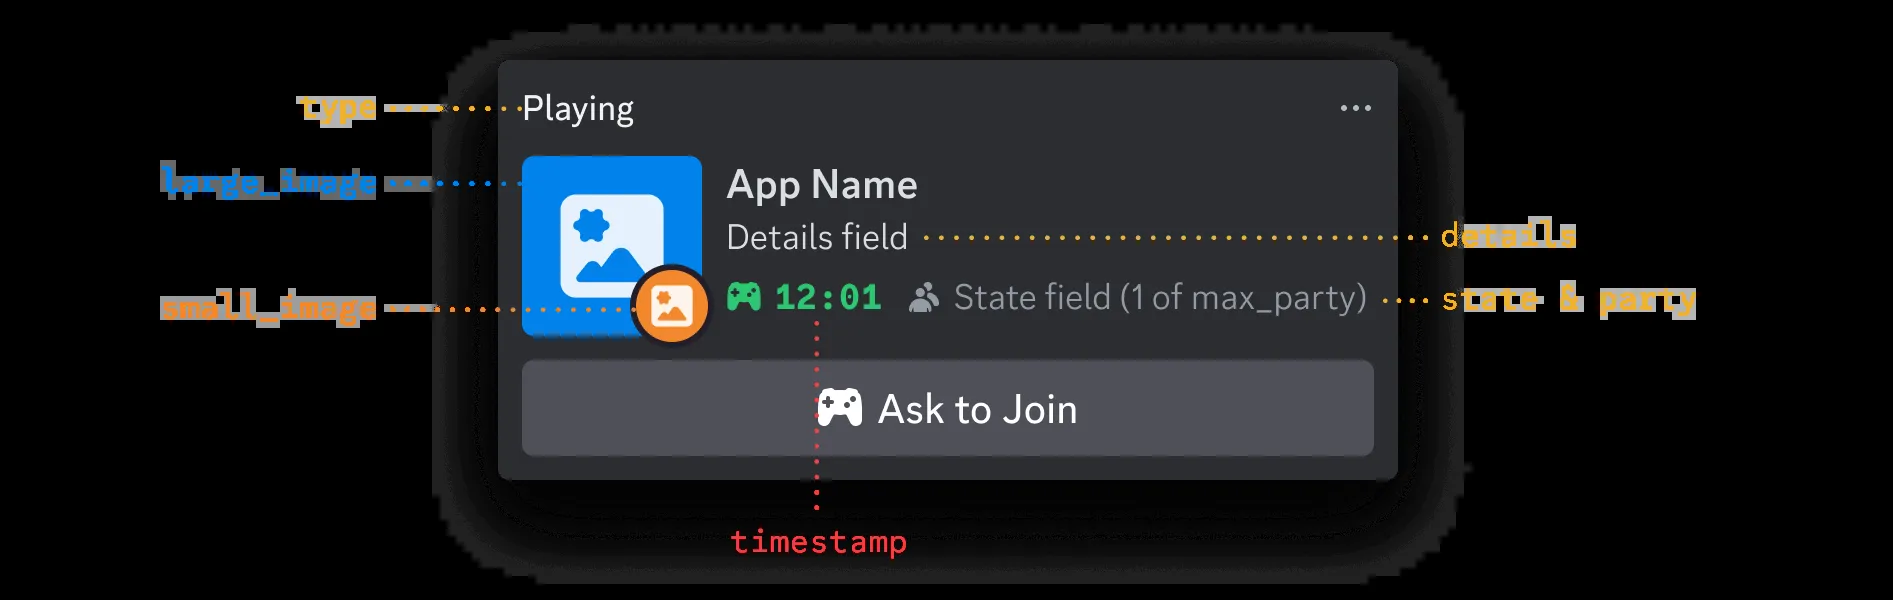 type
Playing
large_image
App Name
Details field
details
small_image
12:01
State field (1 of max_party)
state & party
Ask to Join
timestamp